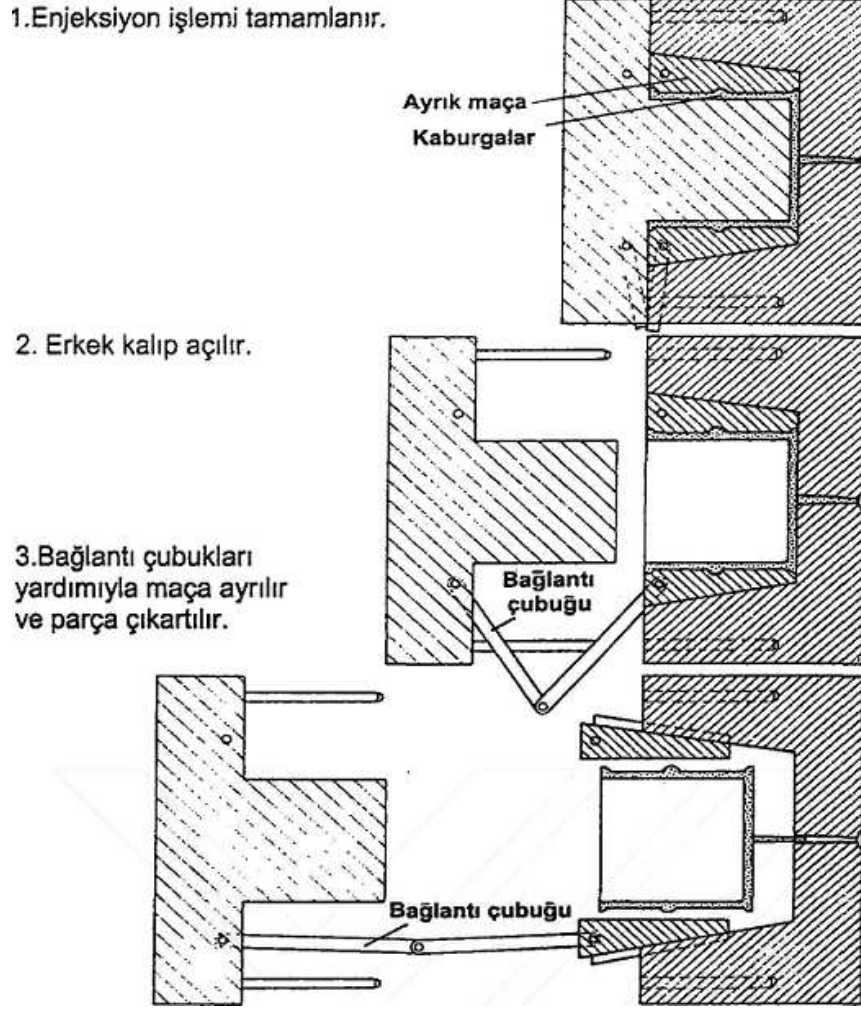 1.Enjeksiyon işlemi tamamlanır.
Ayrık maça
Kaburgalar
2. Erkek kalıp açılır.
3.Bağlantı çubukları
yardımıyla maça ayrılır
ve parça çıkartılır.
Bağlantı
çubuğu
Bağlantı çubuğu